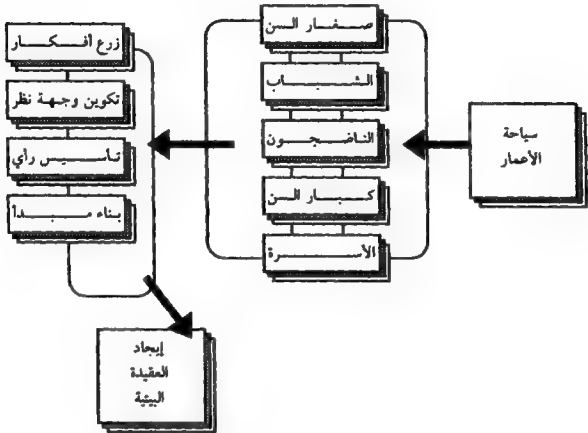 سياحة
الأعمار
صغار السن
الشباب
الناضجون
كبار السن
الأسرة
زرع أفكار
تكوين وجهة نظر
تأسيس رأي
بناء مبدأ
إيجاد
العقيدة
البيئية